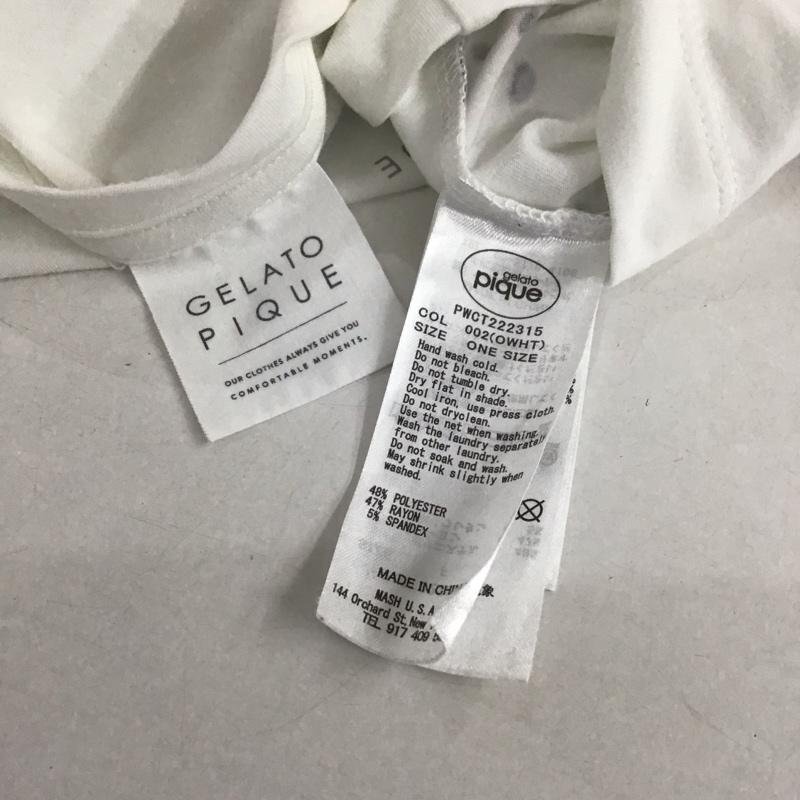 GELATO
PIQUE
OUR CLOTHES ALWAYS GIVE YOU
COMFORTABLE MOMENTS.
gelato
pique
PWCT222315
COL 002(OWHT)
SIZE ONE SIZE
Hand wash cold.
Do not bleach.
Do not tumble dry.
Dry flat in shade.
Cool iron, use press cloth.
Do not dryclean.
Use the net when washing.
Wash the laundry separately
from other laundry.
Do not soak and wash.
May shrink slightly when
washed.
48% POLYESTER
47% RAYON
5% SPANDEX
MADE IN
MASH U.S.A
144 Orchard St. New
TEL 917 409